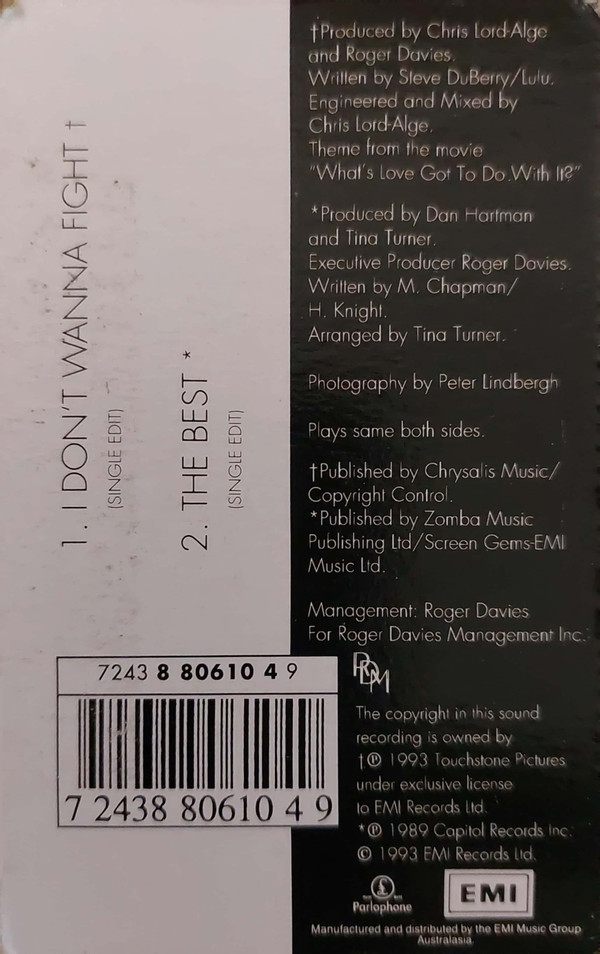 1. I DON'T WANNA FIGHT †
(SINGLE EDIT)
2. THE BEST *
(SINGLE EDIT)
†Produced by Chris Lord-Alge
and Roger Davies.
Written by Steve DuBerry/Lulu.
Engineered and Mixed by
Chris Lord-Alge.
Theme from the movie
"What's Love Got To Do With It?"
*Produced by Dan Hartman
and Tina Turner.
Executive Producer Roger Davies.
Written by M. Chapman/
H. Knight.
Arranged by Tina Turner.
Photography by Peter Lindbergh
Plays same both sides.
†Published by Chrysalis Music/
Copyright Control.
*Published by Zomba Music
Publishing Ltd/Screen Gems-EMI
Music Ltd.
Management: Roger Davies
For Roger Davies Management Inc.
RDM
7243 8 80610 4 9
7 2438 80610 4 9
The copyright in this sound
recording is owned by
†℗ 1993 Touchstone Pictures
under exclusive license
to EMI Records Ltd.
*℗ 1989 Capitol Records Inc.
© 1993 EMI Records Ltd.
£
Parlophone
EMI
Manufactured and distributed by the EMI Music Group
Australasia.